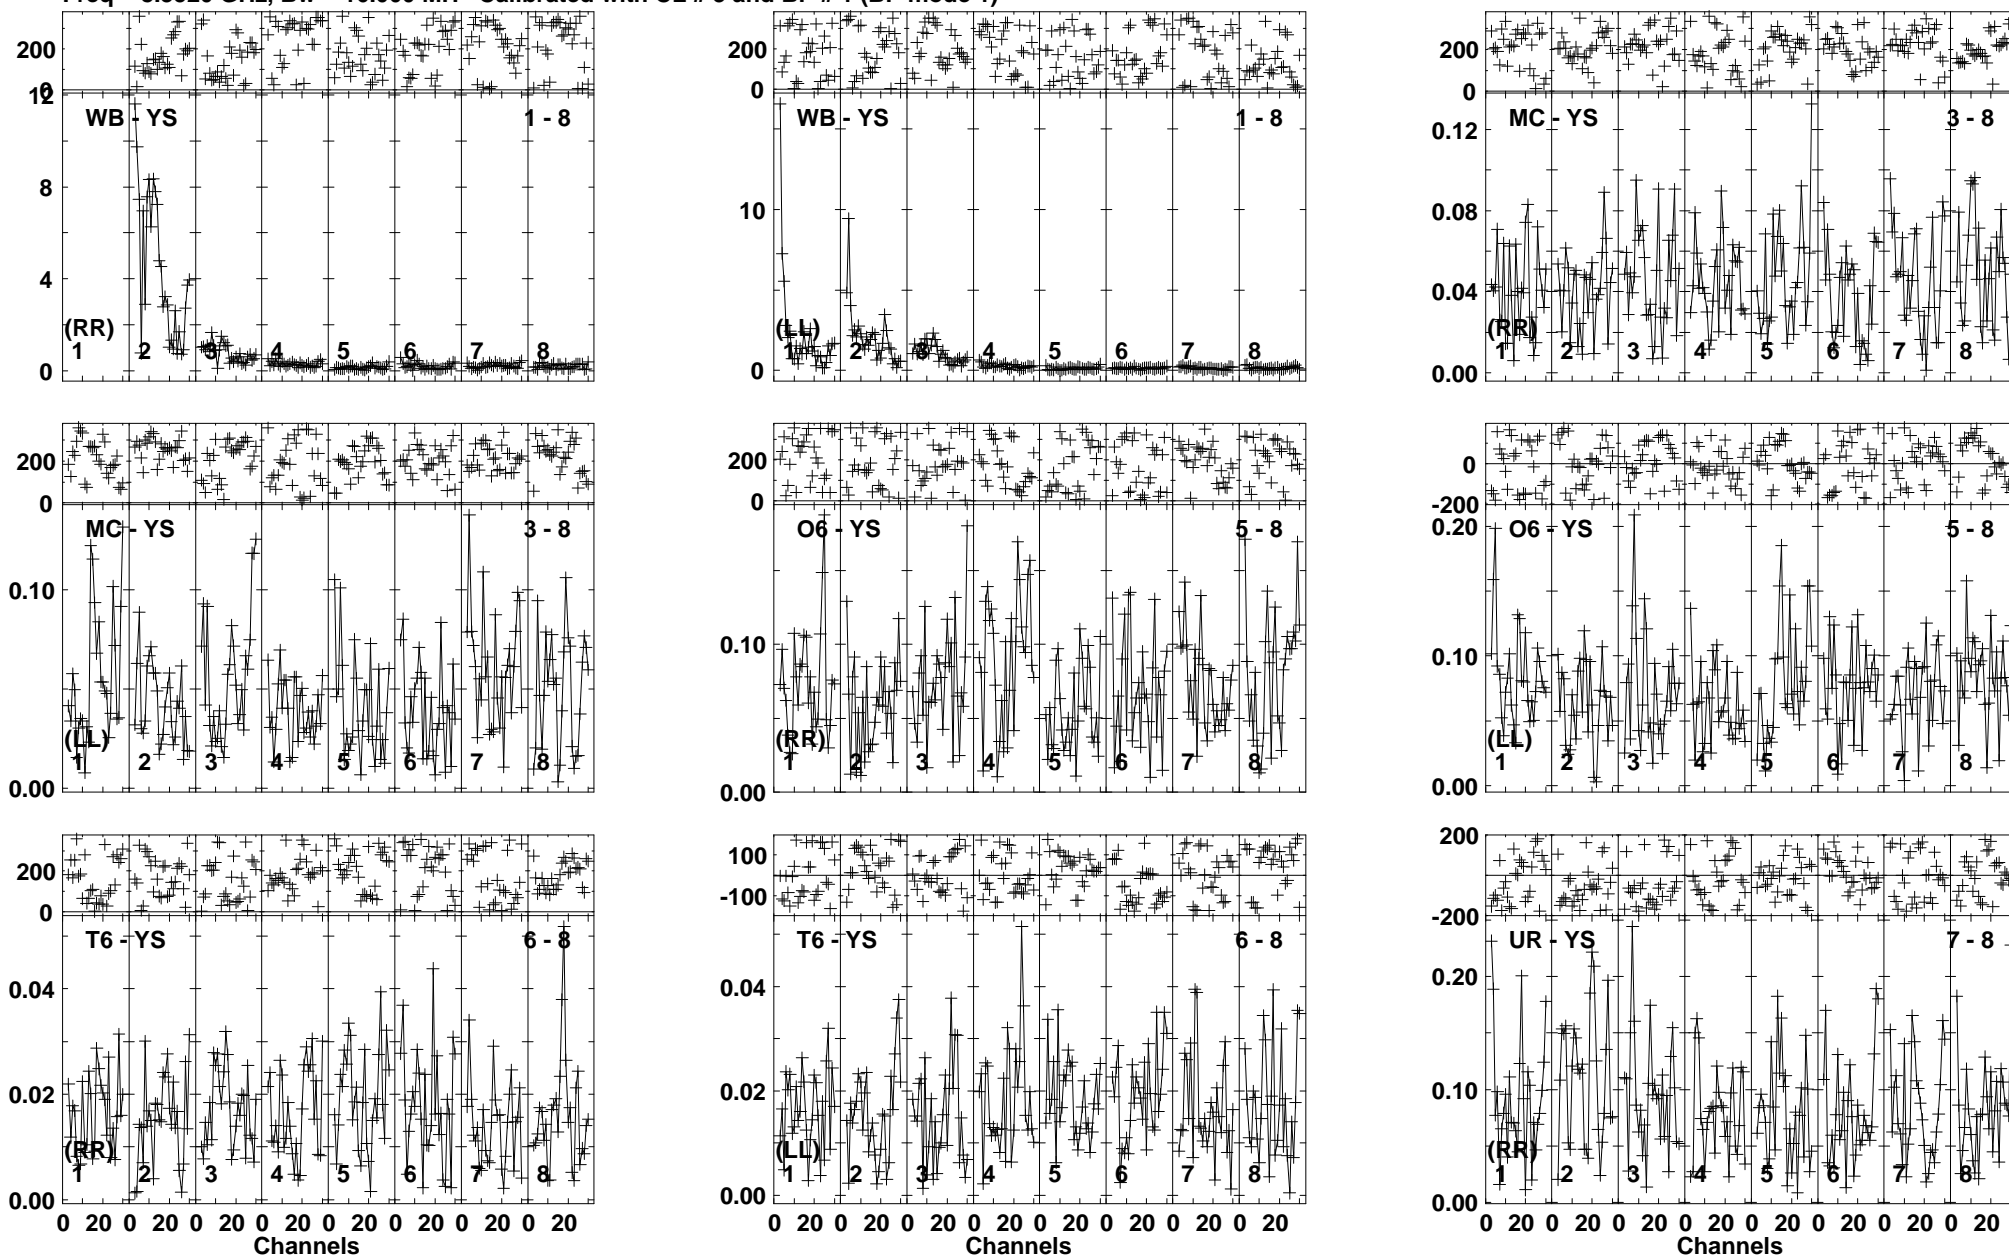 Freq GHz, Calibrated with and (BP mode
200 0 200 0 200 0
12 8 4 0 WB - YS 1 - 8 (RR) 1 2 3 4 5 6 7 8
10 0 WB - YS 1 - 8 (LL) 1 2 3 4 5 6 7 8
0.12 0.08 0.04 0.00 MC - YS 3 - 8 (RR) 1 2 3 4 5 6 7 8
200 0 200 0 0 -200
0.10 0.00 MC - YS 3 - 8 (LL) 1 2 3 4 5 6 7 8
0.10 0.00 O6 - YS 5 - 8 (RR) 1 2 3 4 5 6 7 8
0.20 0.10 0.00 O6 - YS 5 - 8 (LL) 1 2 3 4 5 6 7 8
200 0 100 -100 200 -200
0.04 0.02 0.00 T6 - YS 6 - 8 (RR) 1 2 3 4 5 6 7 8
0.04 0.02 0.00 T6 - YS 6 - 8 (LL) 1 2 3 4 5 6 7 8
0.20 0.10 0.00 UR - YS 7 - 8 (RR) 1 2 3 4 5 6 7 8
0 20 0 20 0 20 0 20 0 20 0 20 0 20 0 20
0 20 0 20 0 20 0 20 0 20 0 20 0 20 0 20
0 20 0 20 0 20 0 20 0 20 0 20 0 20 0 20
Channels Channels Channels